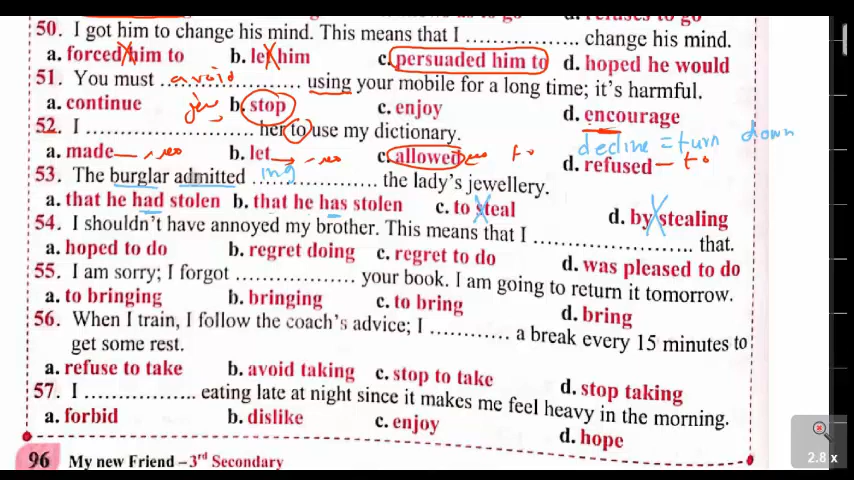 50. I got him to change his mind. This means that I .................. change his mind.
a. forced him to b. let him c. persuaded him to d. hoped he would
51. You must avoid .................. using your mobile for a long time; it's harmful.
a. continue b. stop c. enjoy d. encourage
52. I .................. her to use my dictionary. decline = turn down
a. made b. let c. allowed to d. refused – to
53. The burglar admitted ing .................. the lady's jewellery.
a. that he had stolen b. that he has stolen c. to steal d. by stealing
54. I shouldn't have annoyed my brother. This means that I .................. that.
a. hoped to do b. regret doing c. regret to do d. was pleased to do
55. I am sorry; I forgot .................. your book. I am going to return it tomorrow.
a. to bringing b. bringing c. to bring d. bring
56. When I train, I follow the coach's advice; I ............ a break every 15 minutes to
get some rest.
a. refuse to take b. avoid taking c. stop to take d. stop taking
57. I .................. eating late at night since it makes me feel heavy in the morning.
a. forbid b. dislike c. enjoy d. hope
96 My new Friend – 3rd Secondary
2.8 x